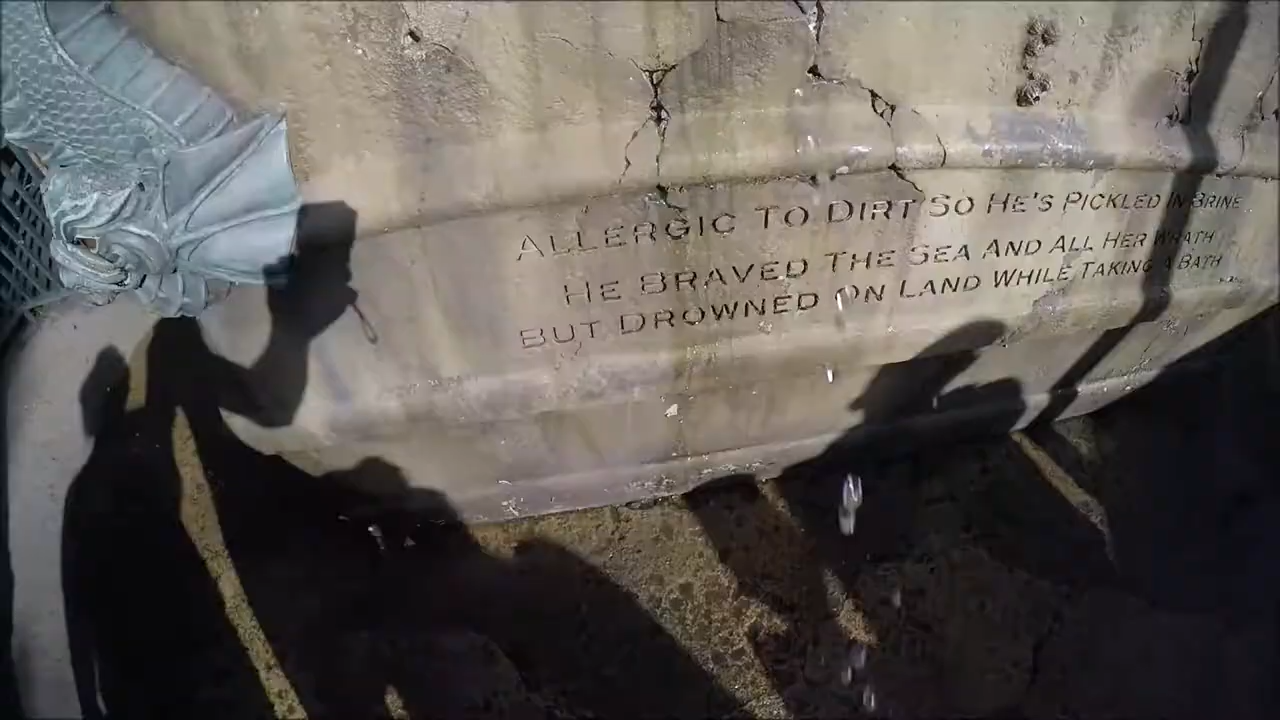 ALLERGIC TO DIRT SO HE'S PICKLED IN BRINE
HE BRAVED THE SEA AND ALL HER WRATH
BUT DROWNED ON LAND WHILE TAKING A BATH